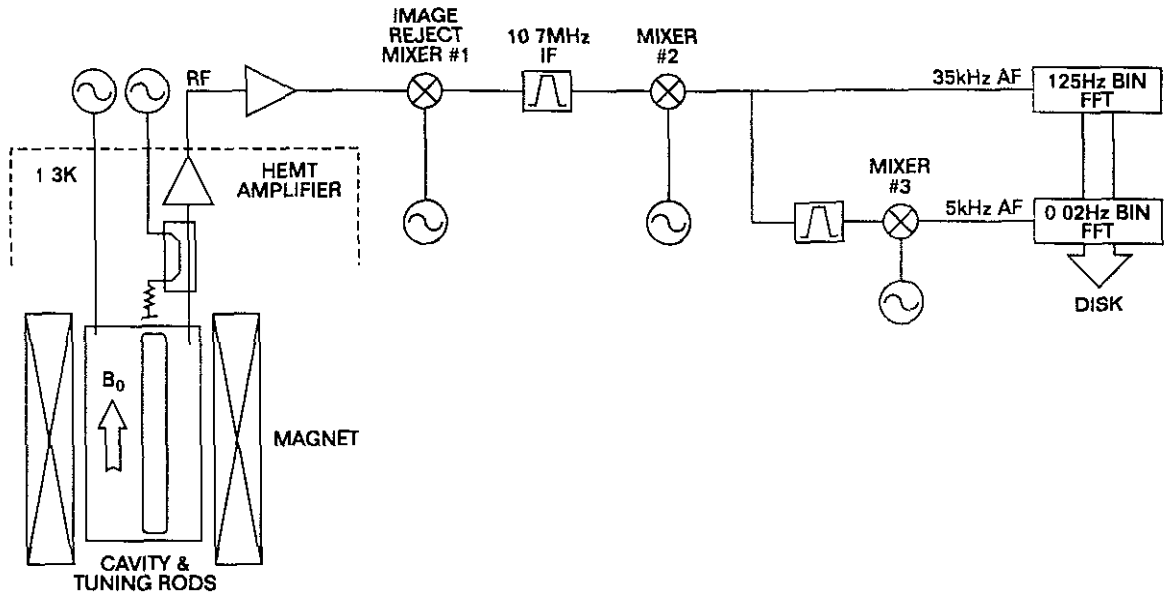 IMAGE
REJECT
MIXER #1
10 7MHz
IF
MIXER
#2
RF
35kHz AF
125Hz BIN
FFT
1 3K
HEMT
AMPLIFIER
MIXER
#3
5kHz AF
0 02Hz BIN
FFT
DISK
B0
MAGNET
CAVITY &
TUNING RODS